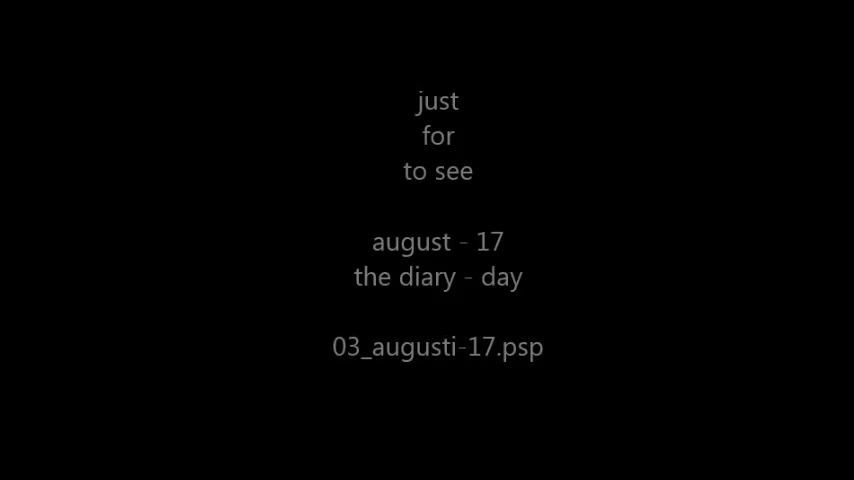 just
for
to see
august - 17
the diary - day
03_augusti-17.psp